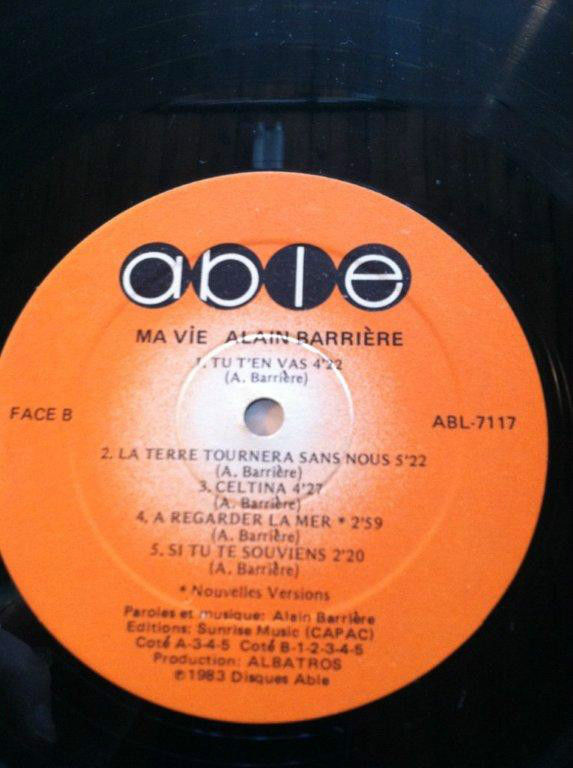 able
MA VIE ALAIN BARRIÈRE
1. TU T'EN VAS 4'22
(A. Barrière)
FACE B
ABL-7117
2. LA TERRE TOURNERA SANS NOUS 5'22
(A. Barrière)
3. CELTINA 4'27
(A. Barrière)
4. A REGARDER LA MER * 2'59
(A. Barrière)
5. SI TU TE SOUVIENS 2'20
(A. Barrière)
* Nouvelles Versions
Paroles et musique: Alain Barrière
Editions: Sunrise Music (CAPAC)
Coté A-3-4-5 Coté B-1-2-3-4-5
Production: ALBATROS
℗1983 Disques Able